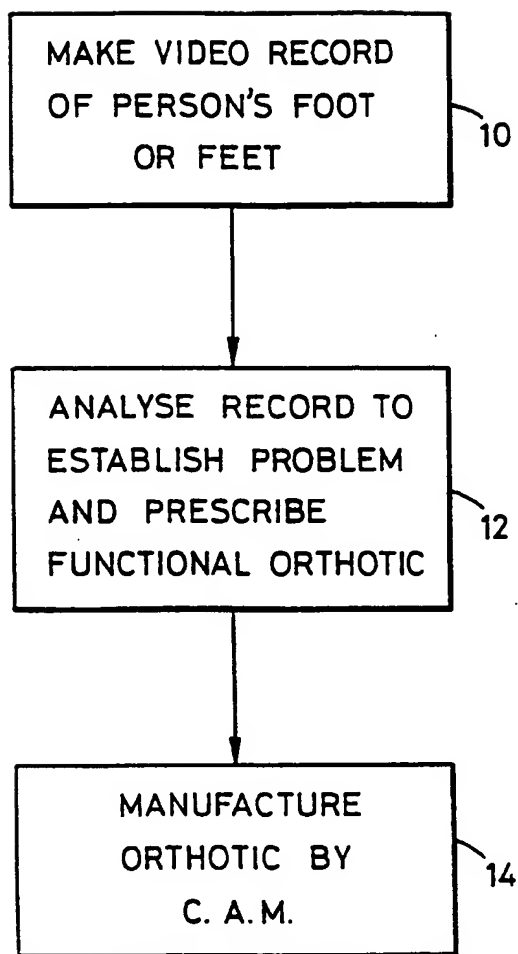 MAKE VIDEO RECORD
OF PERSON'S FOOT
OR FEET
10
ANALYSE RECORD TO
ESTABLISH PROBLEM
AND PRESCRIBE
FUNCTIONAL ORTHOTIC
12
MANUFACTURE
ORTHOTIC BY
C. A. M.
14